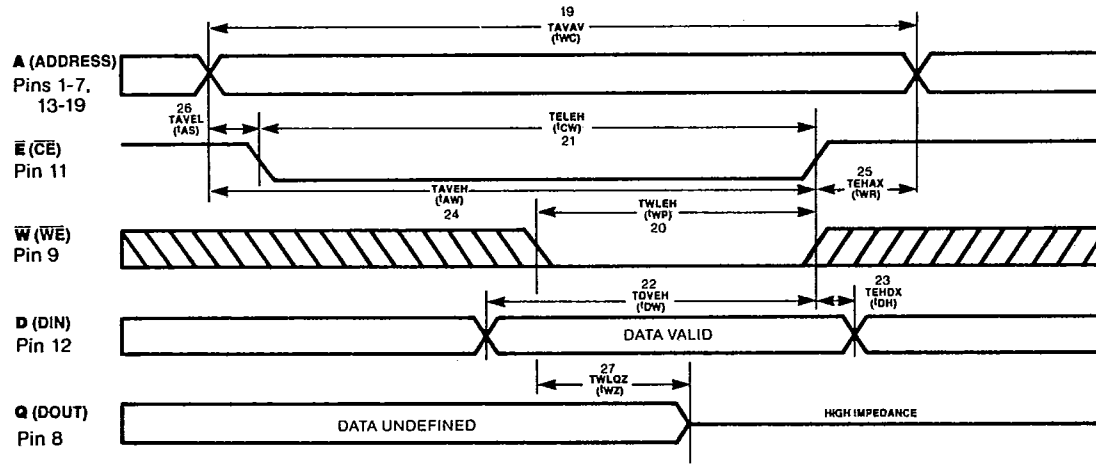 19
TAVAV
(tWC)
A (ADDRESS)
Pins 1-7,
13-19
26
TAVEL
(tAS)
TELEH
(tCW)
21
E (CE)
Pin 11
25
TEHAX
(tWR)
TAVEH
(tAW)
24
TWLEH
(tWP)
20
W (WE)
Pin 9
22
TDVEH
(tDW)
23
TEHDX
(tDH)
D (DIN)
Pin 12
DATA VALID
27
TWLQZ
(tWZ)
Q (DOUT)
Pin 8
DATA UNDEFINED
HIGH IMPEDANCE